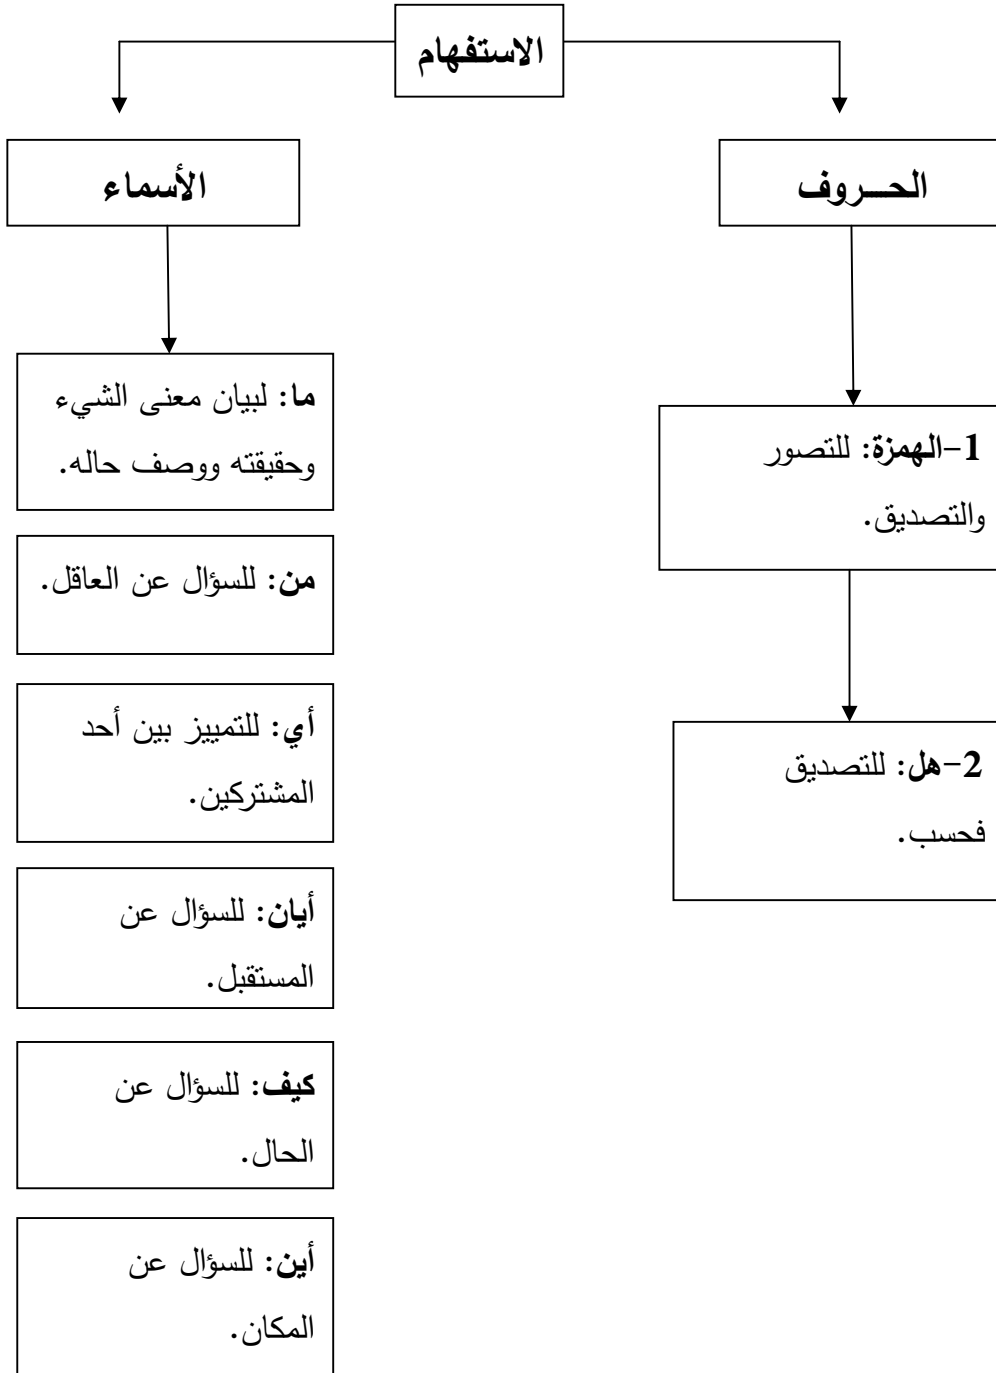 الاستفهام
الحـــروف
الأسماء
1-الهمزة: للتصور
والتصديق.
2-هل: للتصديق
فحسب.
ما: لبيان معنى الشيء
وحقيقته ووصف حاله.
من: للسؤال عن العاقل.
أي: للتمييز بين أحد
المشتركين.
أيان: للسؤال عن
المستقبل.
كيف: للسؤال عن
الحال.
أين: للسؤال عن
المكان.